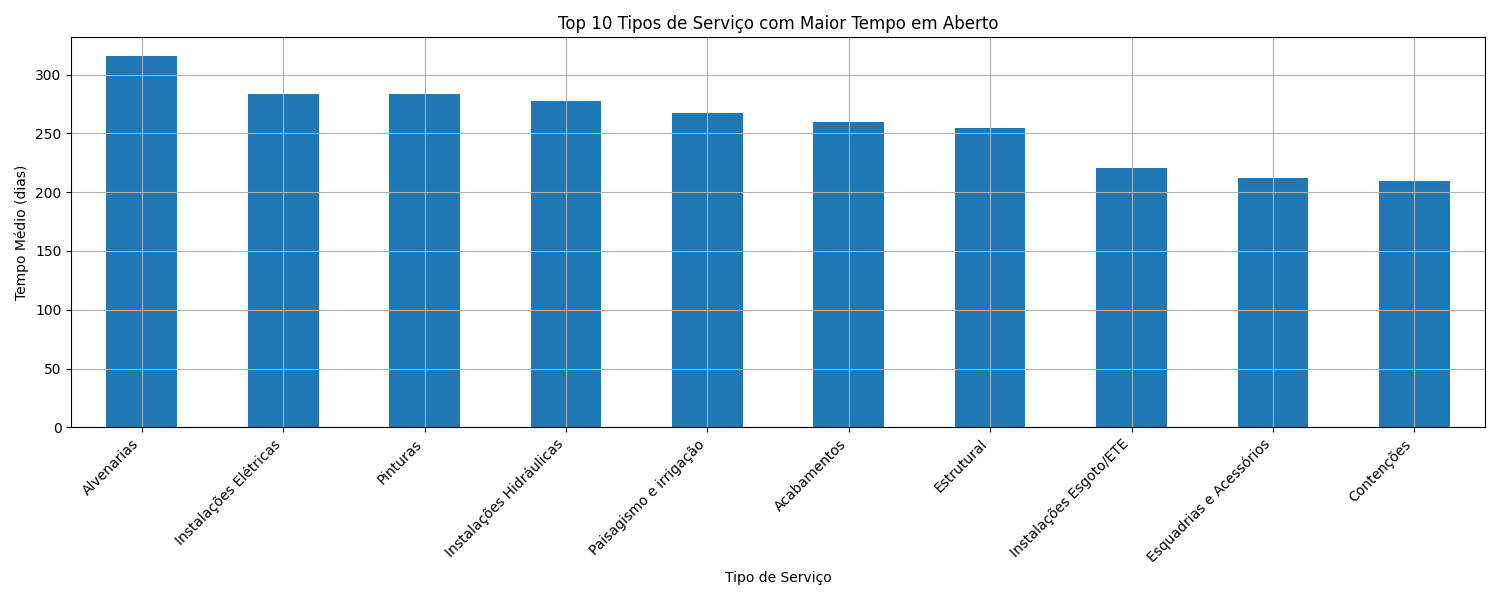 Top 10 Tipos de Serviço com Maior Tempo em Aberto
Tempo Médio (dias)
300
250
200
150
100
50
0
Alvenarias
Instalações Elétricas
Pinturas
Instalações Hidráulicas
Paisagismo e irrigação
Acabamentos
Estrutural
Instalações Esgoto/ETE
Esquadrias e Acessórios
Contenções
Tipo de Serviço